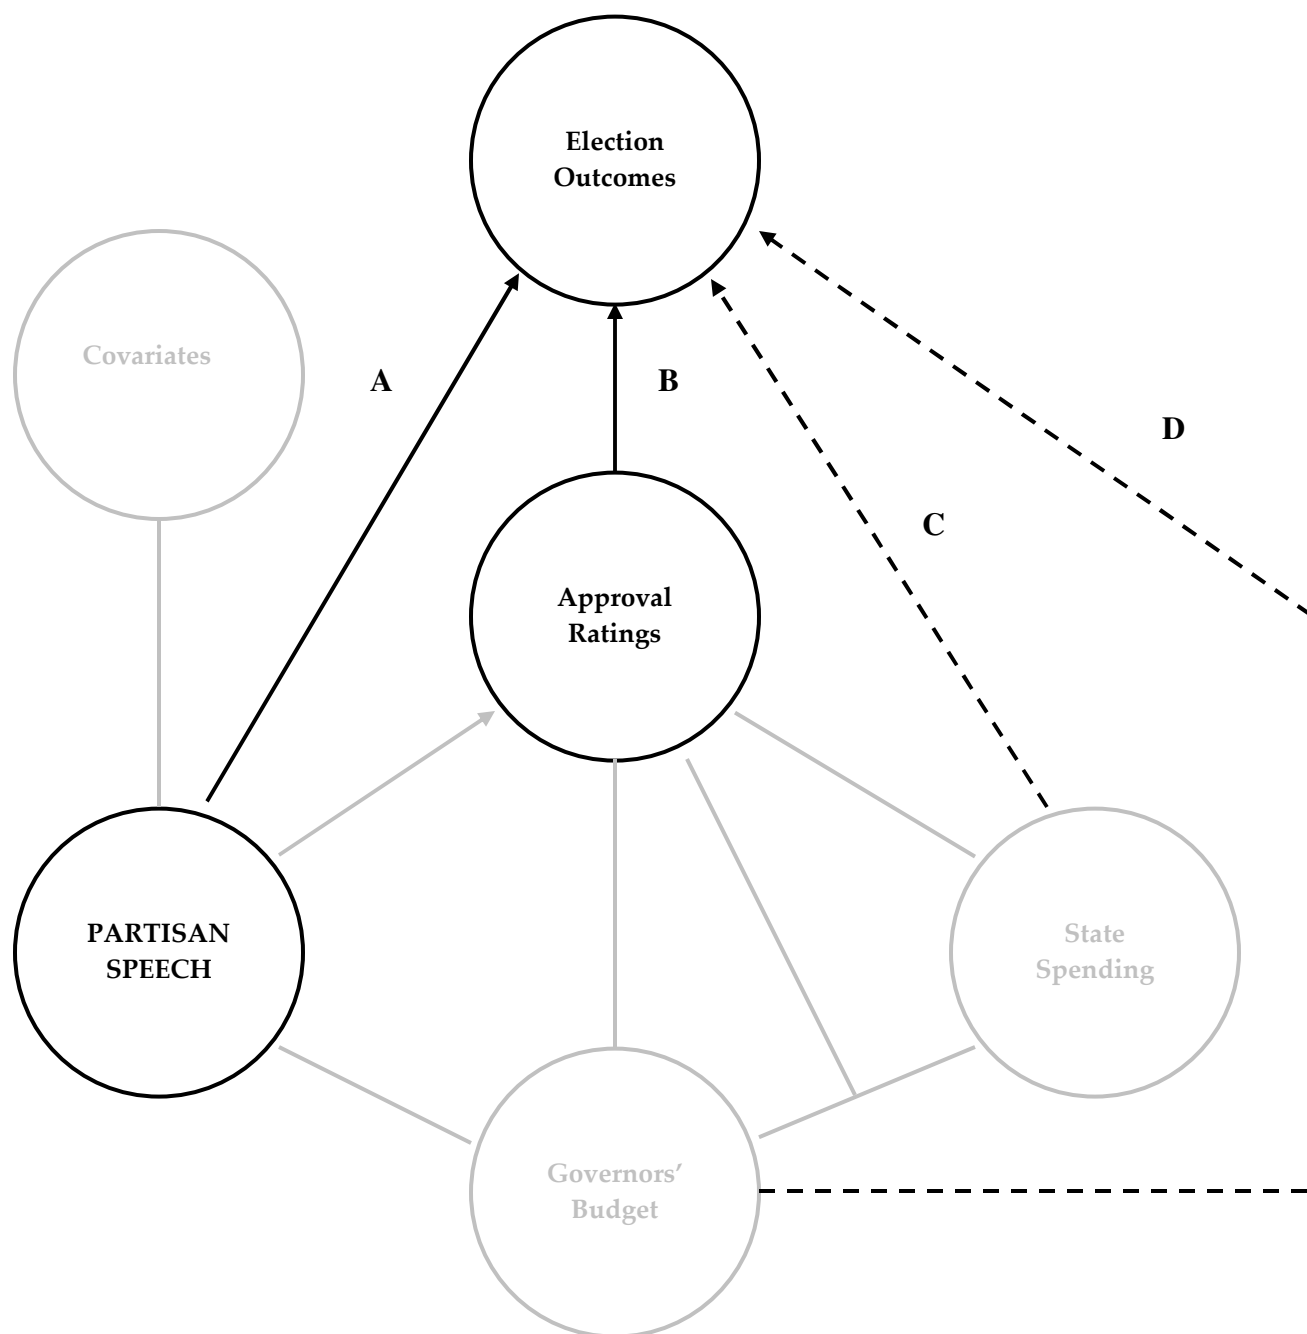 Election
Outcomes
Covariates
A
B
D
C
Approval
Ratings
PARTISAN
SPEECH
State
Spending
Governors’
Budget